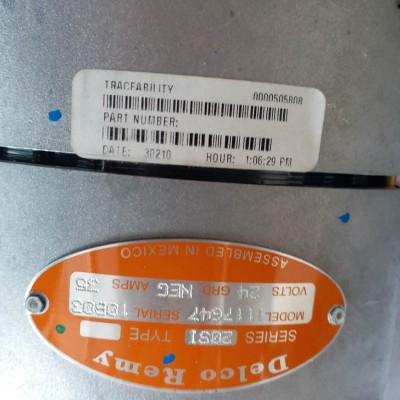 TRACEABILITY
0000505808
PART NUMBER:
DATE: 30210 HOUR: 1:06:29 PM
Delco Remy
SERIES 20SI TYPE
MODEL 1117647 SERIAL 10B03
VOLTS 24 GRD NEG AMPS 35
ASSEMBLED IN MEXICO